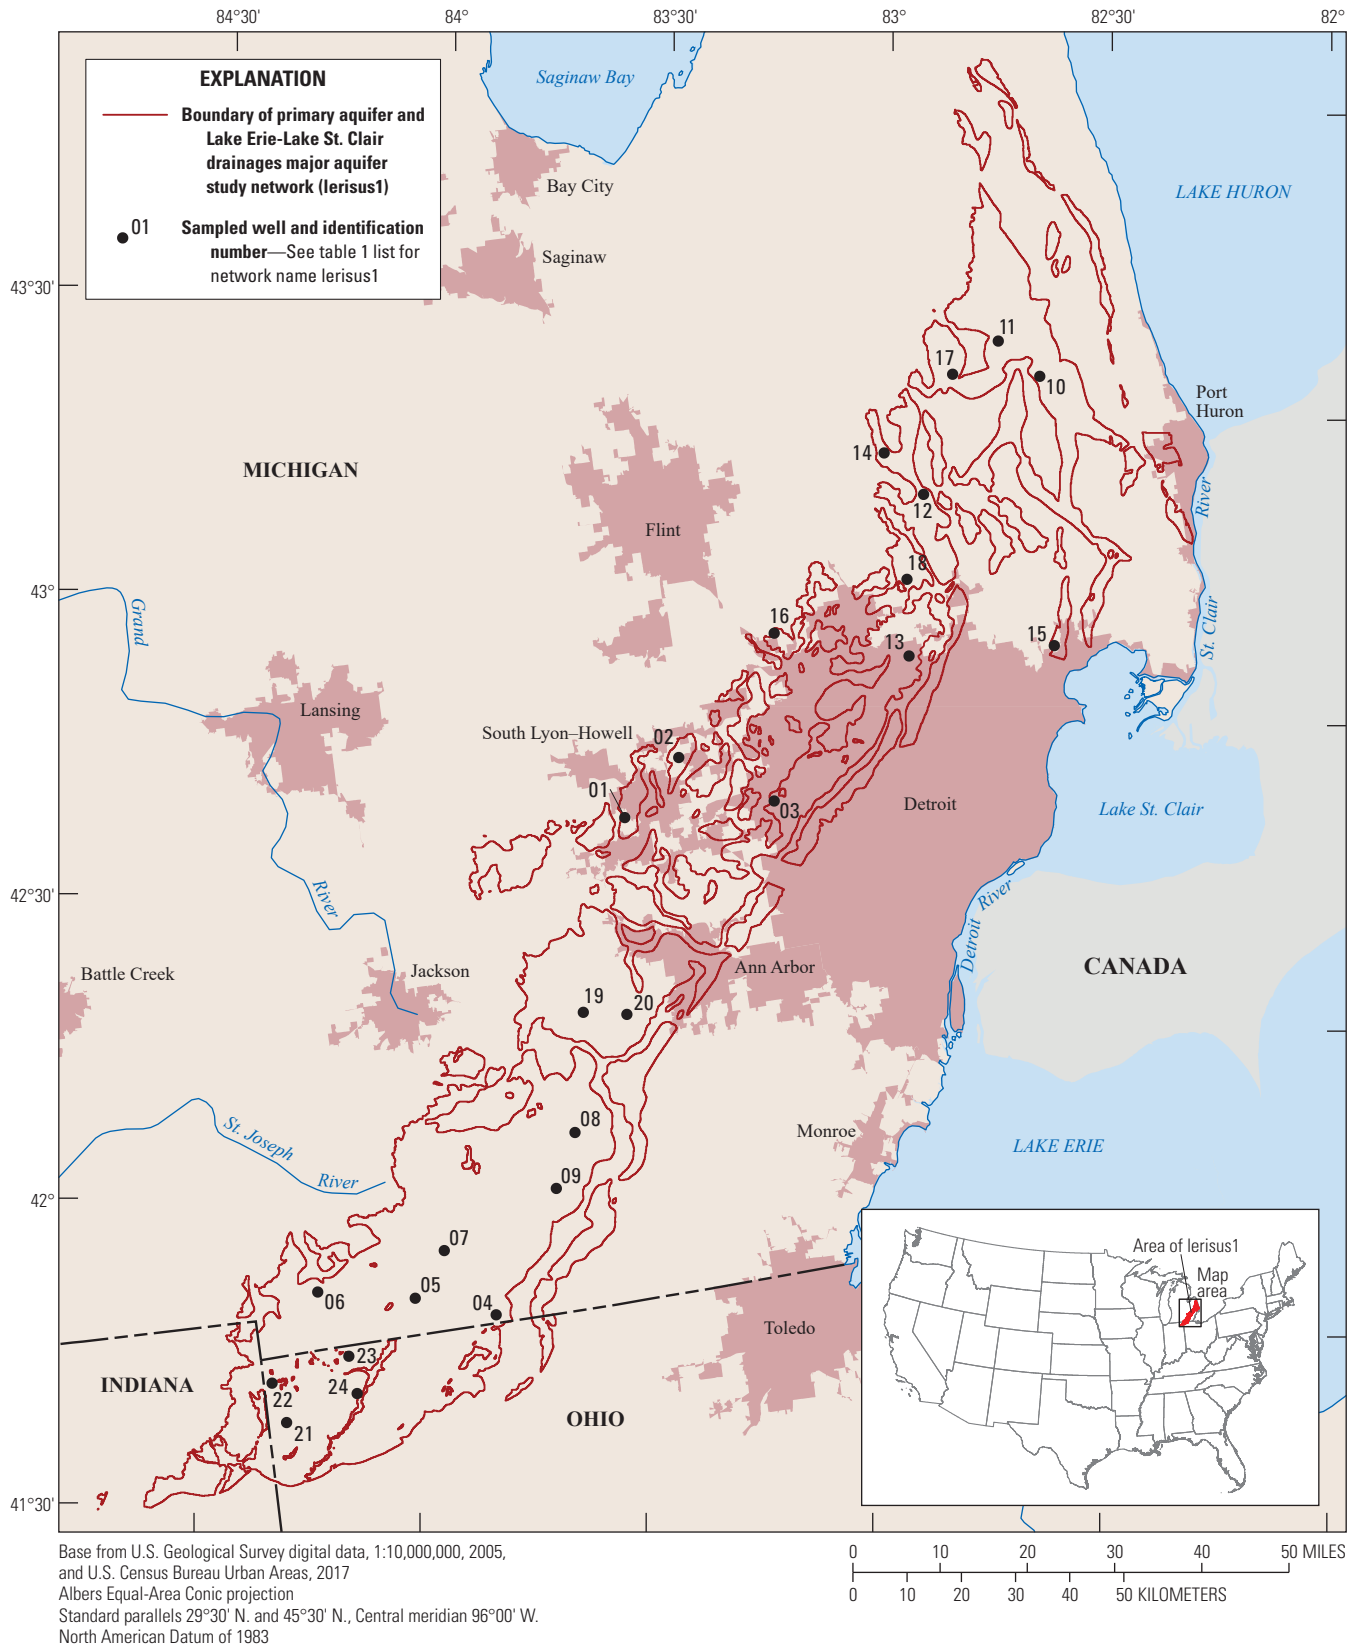 84°30' 84° 83°30' 83° 82°30' 82°
EXPLANATION
Boundary of primary aquifer and
Lake Erie-Lake St. Clair
drainages major aquifer
study network (lerisus1)
01 Sampled well and identification
number—See table 1 list for
network name lerisus1
Saginaw Bay
Bay City
Saginaw
LAKE HURON
43°30'
11
17
10
Port
Huron
14
MICHIGAN
12
River
Flint
18
43°
Grand
16
15
13
St. Clair
Lansing
South Lyon–Howell
02
01
03
Detroit
Lake St. Clair
42°30'
River
Detroit River
Battle Creek
Jackson
Ann Arbor
CANADA
19
20
08
St. Joseph
River
Monroe
LAKE ERIE
09
42°
07
05
06
04
Toledo
23
INDIANA
24
22
21
OHIO
41°30'
Area of lerisus1
Map
area
Base from U.S. Geological Survey digital data, 1:10,000,000, 2005,
and U.S. Census Bureau Urban Areas, 2017
Albers Equal-Area Conic projection
Standard parallels 29°30' N. and 45°30' N., Central meridian 96°00' W.
North American Datum of 1983
0 10 20 30 40 50 MILES
0 10 20 30 40 50 KILOMETERS